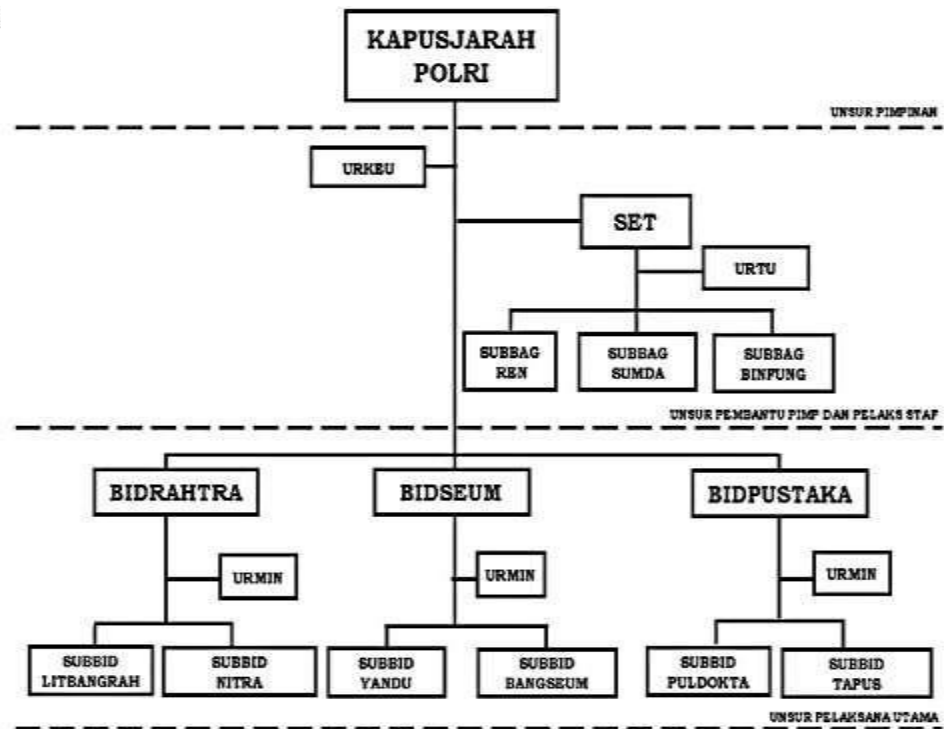 KAPUSJARAH
POLRI
UNSUR PIMPINAN
URKEU
SET
URTU
SUBBAG
REN
SUBBAG
SUMDA
SUBBAG
BINFUNG
UNSUR PEMBANTU PIMP DAN PELAKS STAF
BIDRAHTRA
BIDSEUM
BIDPUSTAKA
URMIN
URMIN
URMIN
SUBBID
LITBANGRAH
SUBBID
NITRA
SUBBID
YANDU
SUBBID
BANGSEUM
SUBBID
PULDOKTA
SUBBID
TAPUS
UNSUR PELAKSANA UTAMA